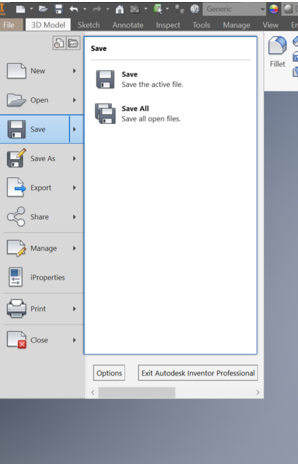 Generic
File 3D Model Sketch Annotate Inspect Tools Manage View
Fillet
New
Open
Save
Save As
Export
Share
Manage
iProperties
Print
Close
Save
Save
Save the active file.
Save All
Save all open files.
Options Exit Autodesk Inventor Professional